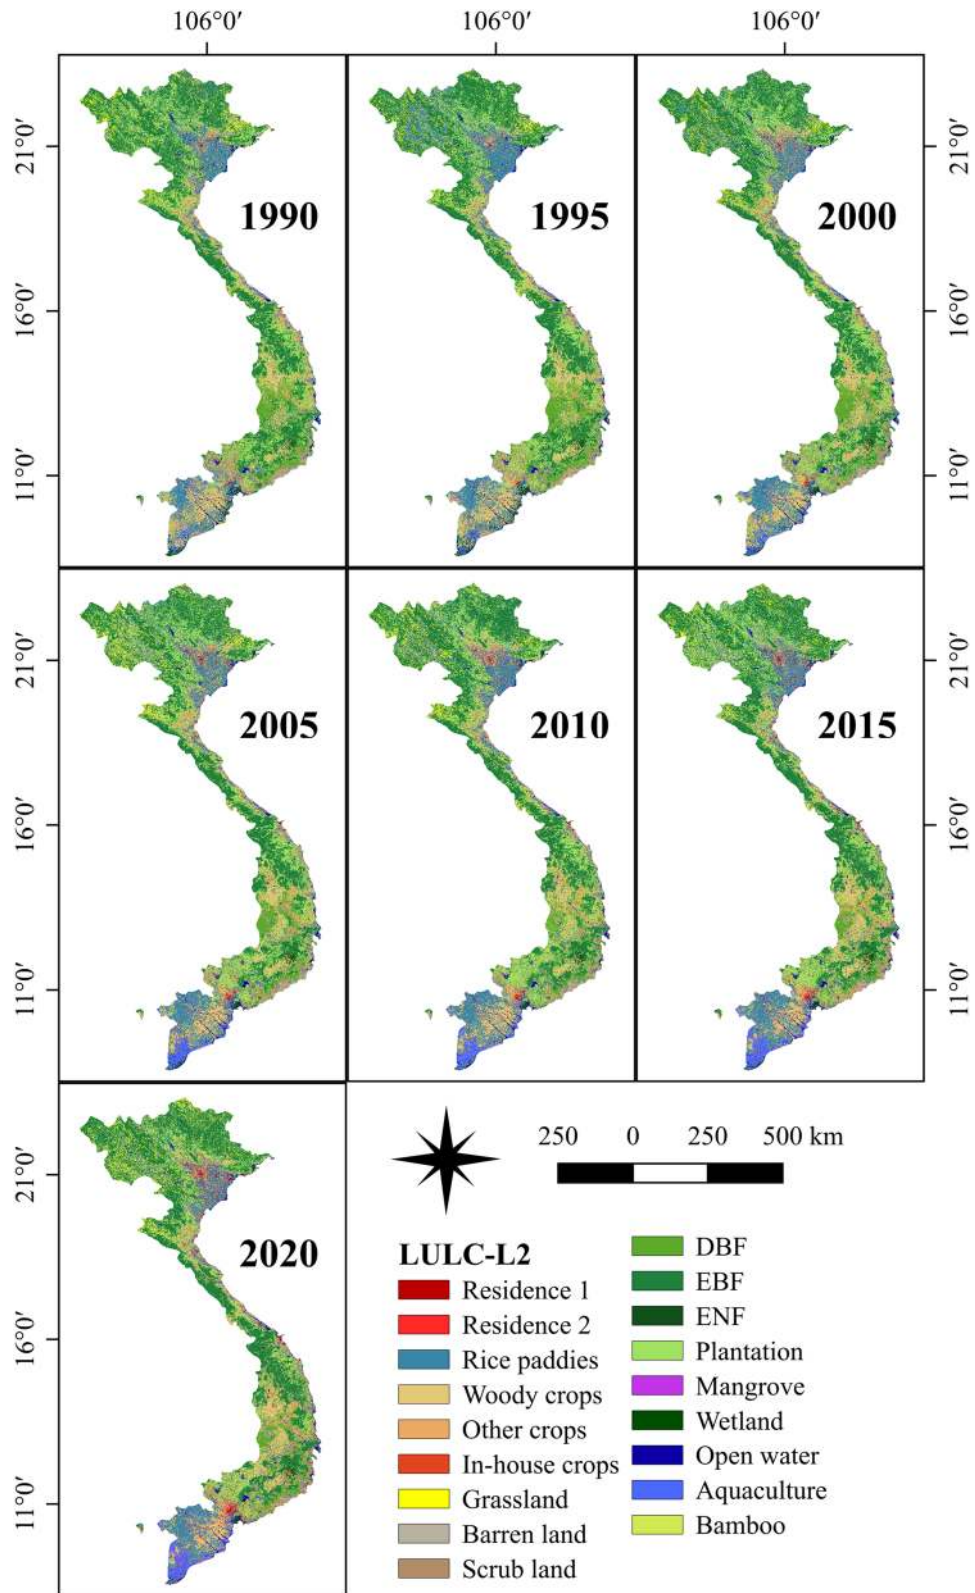 106°0′ 106°0′ 106°0′
21°0′ 21°0′
1990 1995 2000
16°0′ 16°0′
11°0′ 11°0′
21°0′ 21°0′
2005 2010 2015
16°0′ 16°0′
11°0′ 11°0′
21°0′
2020
16°0′
11°0′
250 0 250 500 km
LULC-L2
Residence 1
Residence 2
Rice paddies
Woody crops
Other crops
In-house crops
Grassland
Barren land
Scrub land
DBF
EBF
ENF
Plantation
Mangrove
Wetland
Open water
Aquaculture
Bamboo